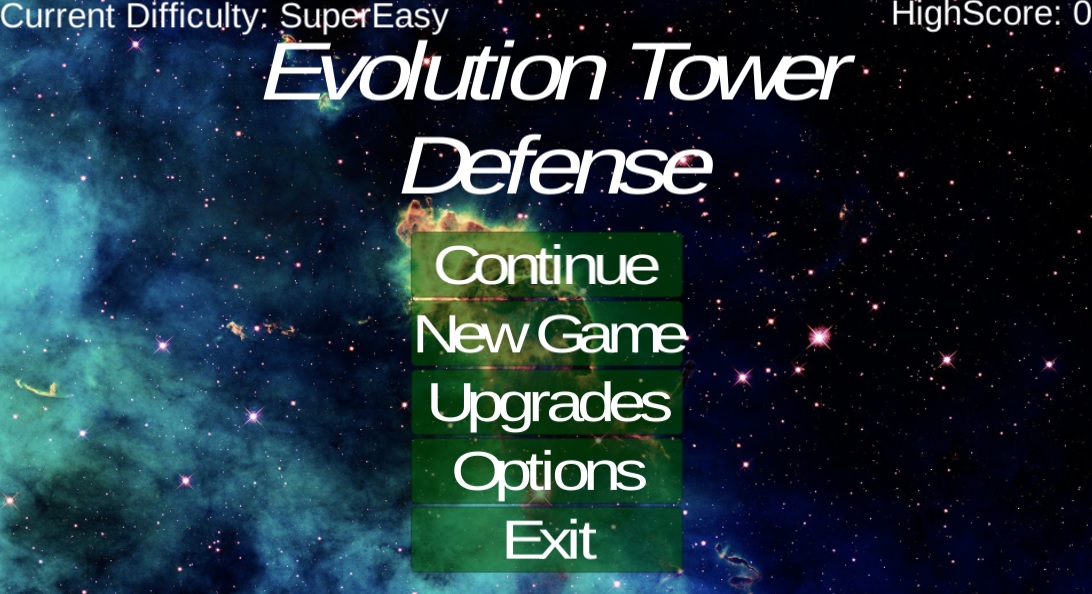 Current Difficulty: SuperEasy
HighScore: 0
Evolution Tower
Defense
Continue
New Game
Upgrades
Options
Exit